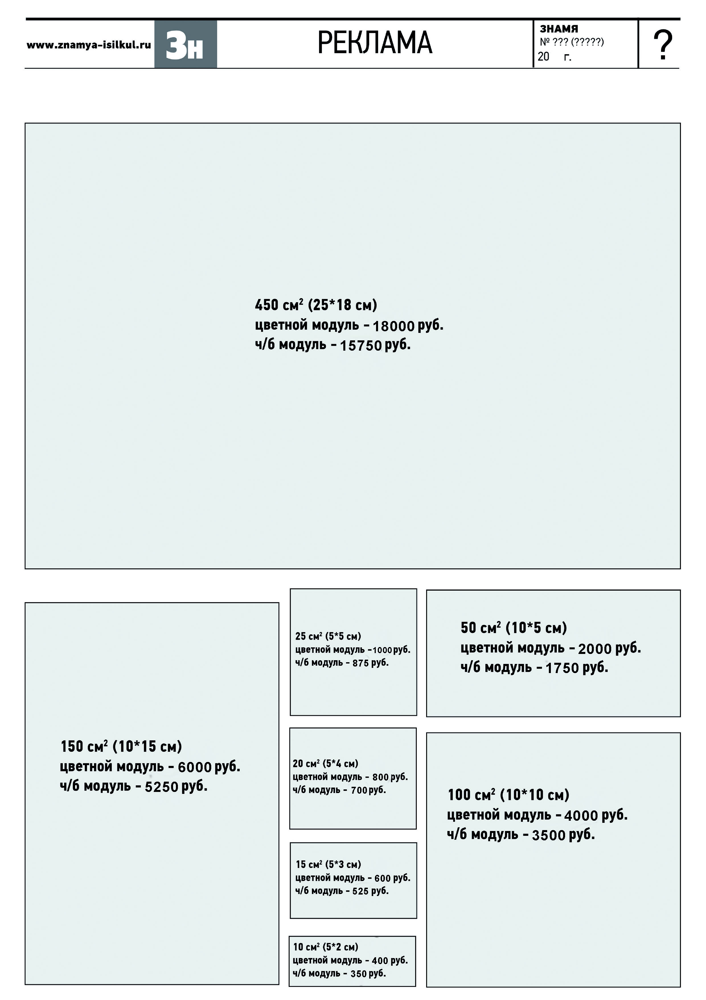 www.znamya-isilkul.ru
Зн
РЕКЛАМА
ЗНАМЯ
№ ??? (?????)
20 г.
?
450 см² (25*18 см)
цветной модуль - 18000 руб.
ч/б модуль - 15750 руб.
150 см² (10*15 см)
цветной модуль - 6000 руб.
ч/б модуль - 5250 руб.
25 см² (5*5 см)
цветной модуль -1000 руб.
ч/б модуль - 875 руб.
20 см² (5*4 см)
цветной модуль - 800 руб.
ч/б модуль - 700 руб.
15 см² (5*3 см)
цветной модуль - 600 руб.
ч/б модуль - 525 руб.
10 см² (5*2 см)
цветной модуль - 400 руб.
ч/б модуль - 350 руб.
50 см² (10*5 см)
цветной модуль - 2000 руб.
ч/б модуль - 1750 руб.
100 см² (10*10 см)
цветной модуль - 4000 руб.
ч/б модуль - 3500 руб.